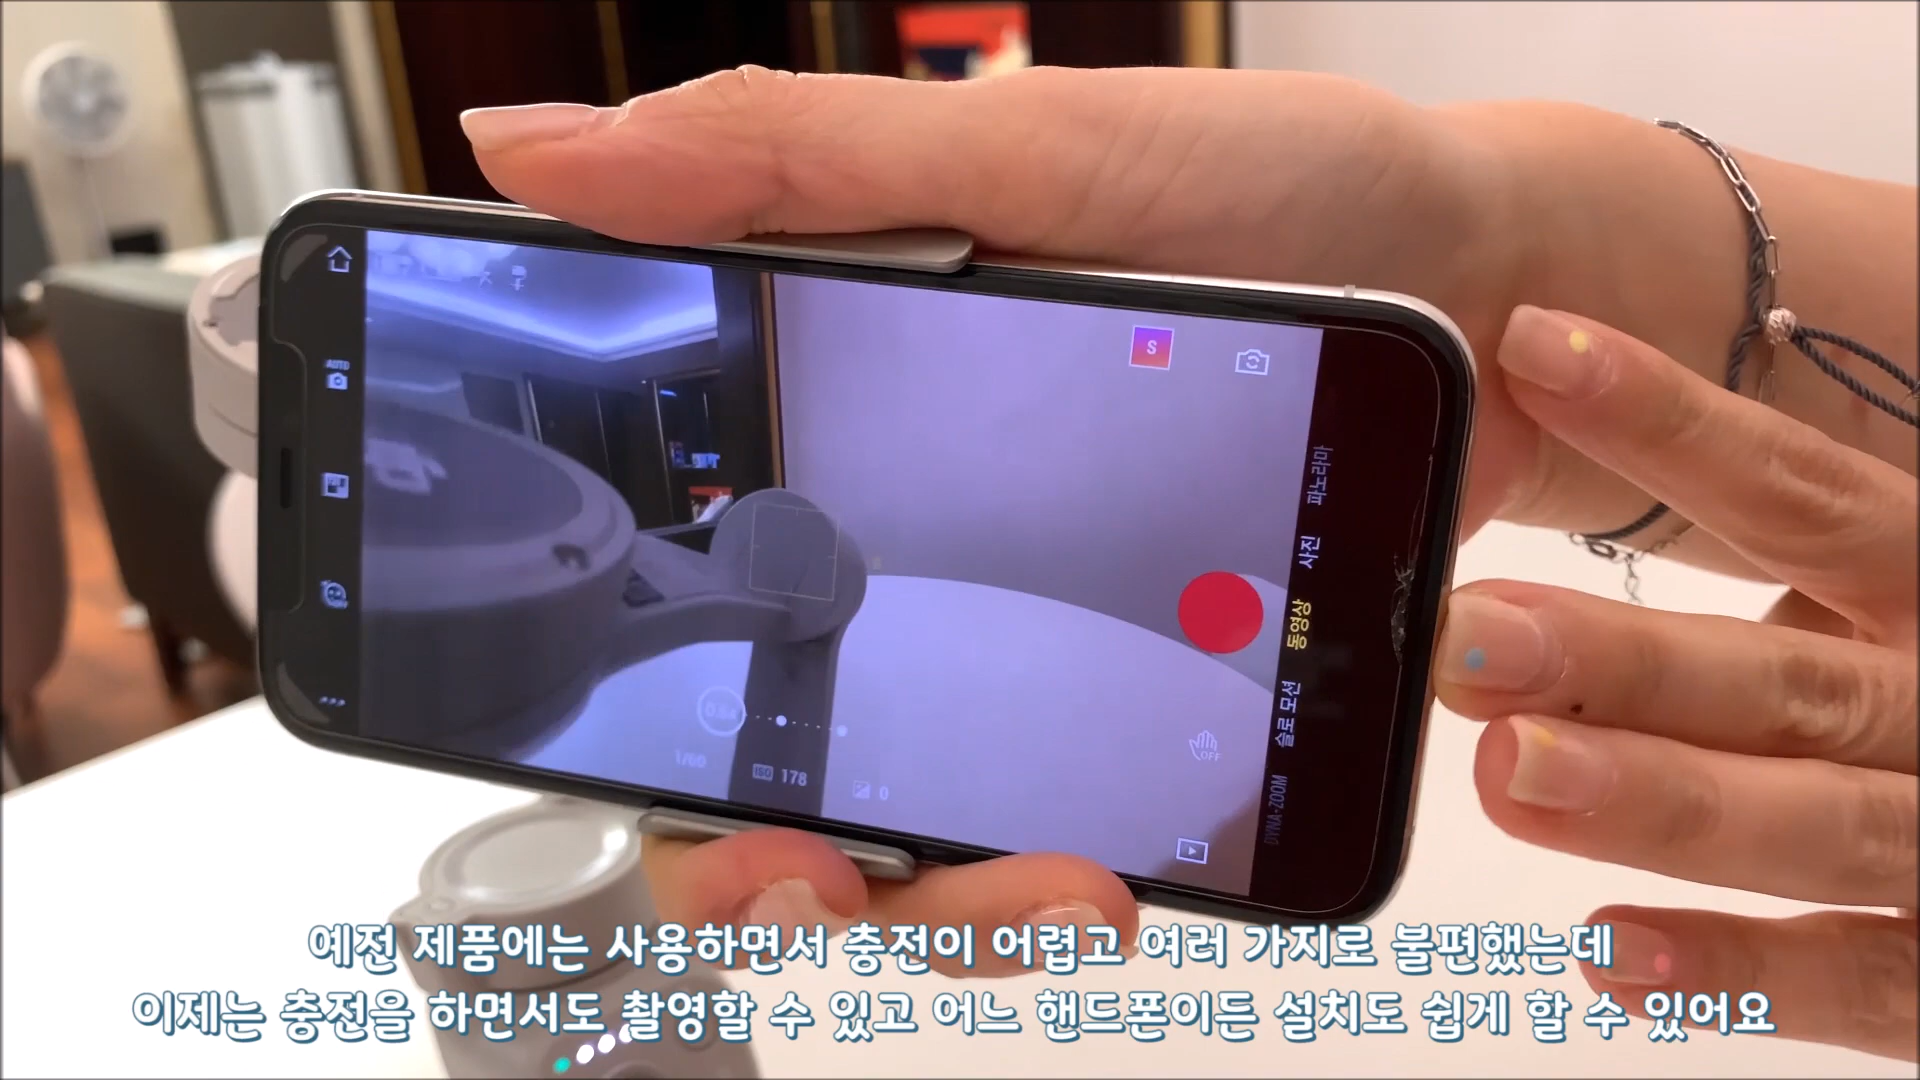 AUTO
S
파노라마
사진
동영상
슬로 모션
DYNA-ZOOM
1/60
ISO 178
0
OFF
예전 제품에는 사용하면서 충전이 어렵고 여러 가지로 불편했는데
이제는 충전을 하면서도 촬영할 수 있고 어느 핸드폰이든 설치도 쉽게 할 수 있어요